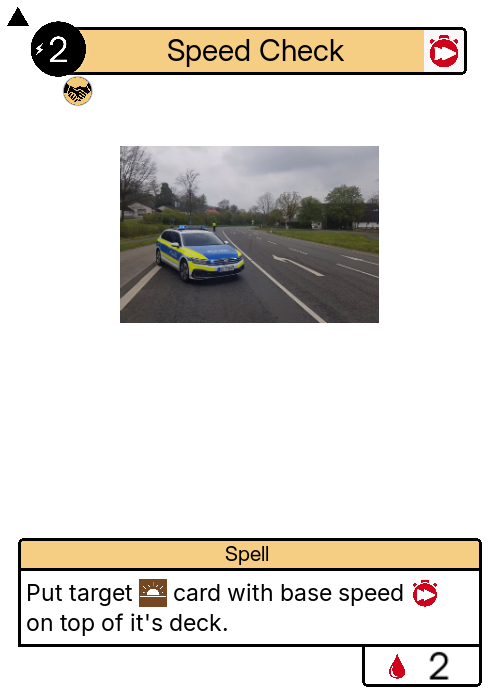 2
Speed Check
Spell
Put target card with base speed
on top of it's deck.
2